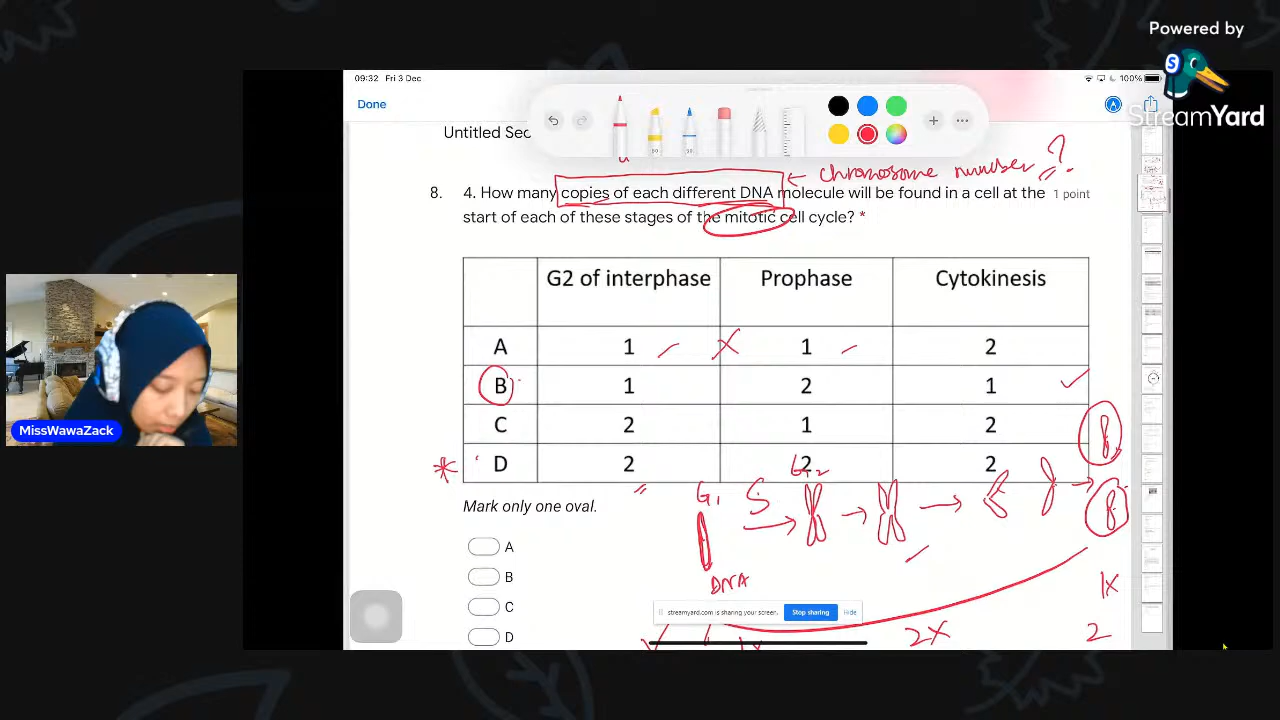 Powered by
S
StreamYard
09:32 Fri 3 Dec
100%
Done
Untitled Sec
chromosome number ?
8. 4. How many copies of each different DNA molecule will be found in a cell at the 1 point
start of each of these stages of the mitotic cell cycle? *
G2 of interphase Prophase Cytokinesis
A 1 1 2
B 1 2 1
C 2 1 2
* D 2 2 2
G1 S G2
Mark only one oval.
A
DNA
B
1x
C
2x 2
D
streamyard.com is sharing your screen. Stop sharing Hide
MissWawaZack